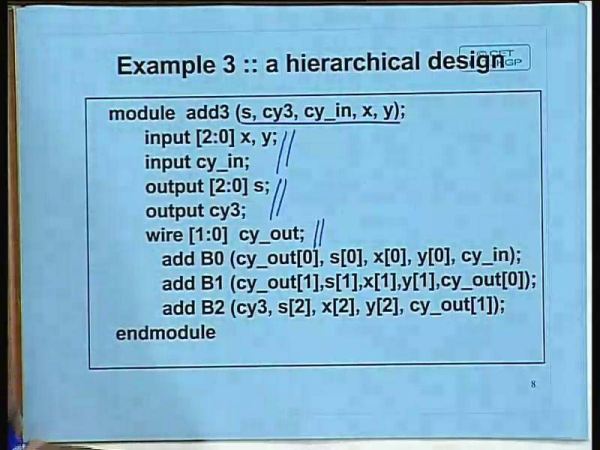 Example 3 :: a hierarchical design
module add3 (s, cy3, cy_in, x, y);
input [2:0] x, y;
input cy_in;
output [2:0] s;
output cy3;
wire [1:0] cy_out;
add B0 (cy_out[0], s[0], x[0], y[0], cy_in);
add B1 (cy_out[1],s[1],x[1],y[1],cy_out[0]);
add B2 (cy3, s[2], x[2], y[2], cy_out[1]);
endmodule
8